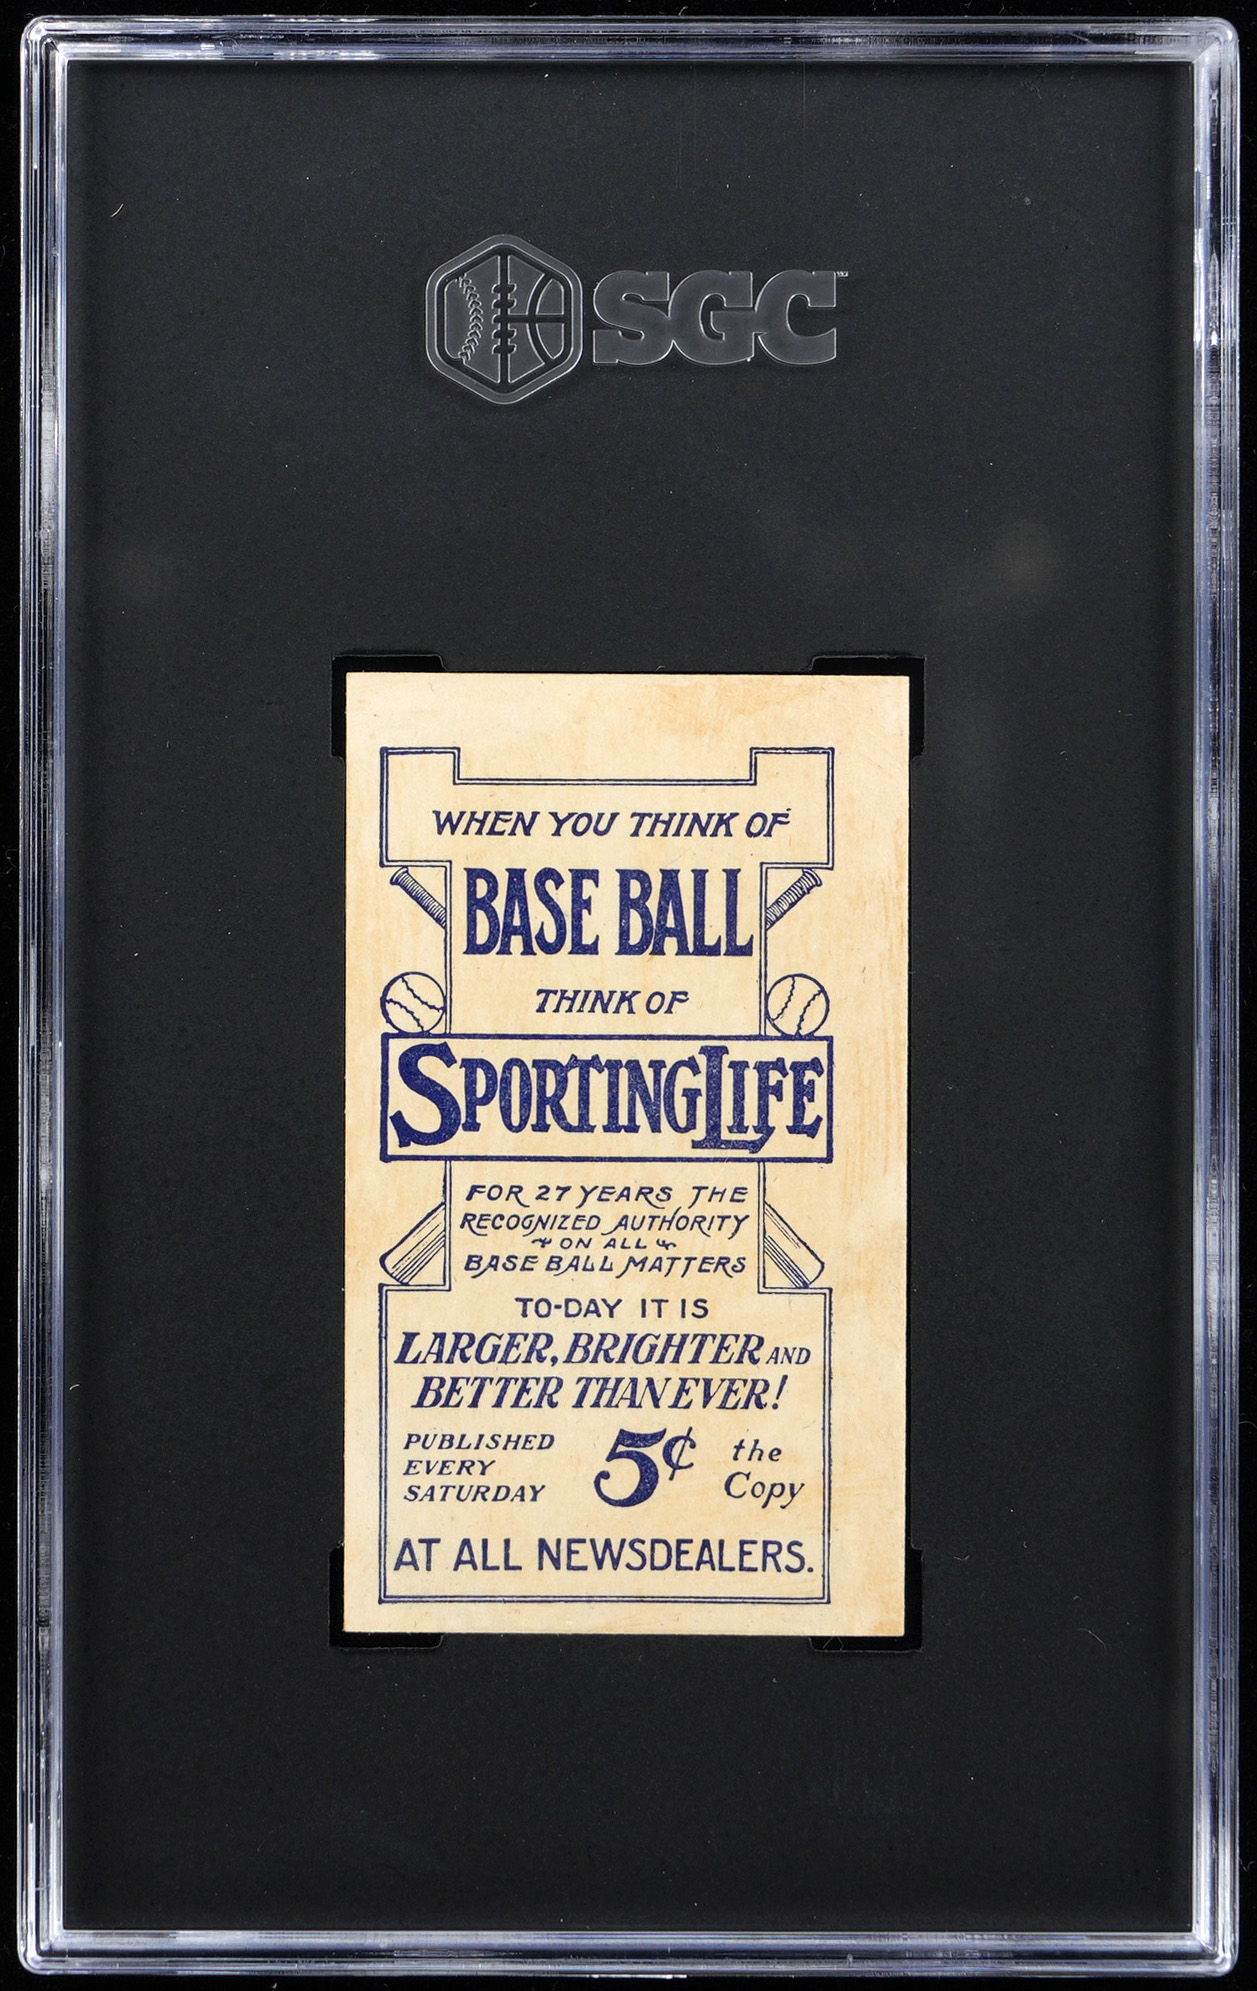 SGC
WHEN YOU THINK OF
BASE BALL
THINK OF
SPORTING LIFE
FOR 27 YEARS THE
RECOGNIZED AUTHORITY
ON ALL
BASE BALL MATTERS
TO-DAY IT IS
LARGER, BRIGHTER AND
BETTER THAN EVER!
PUBLISHED
EVERY
SATURDAY
5¢
the
Copy
AT ALL NEWSDEALERS.